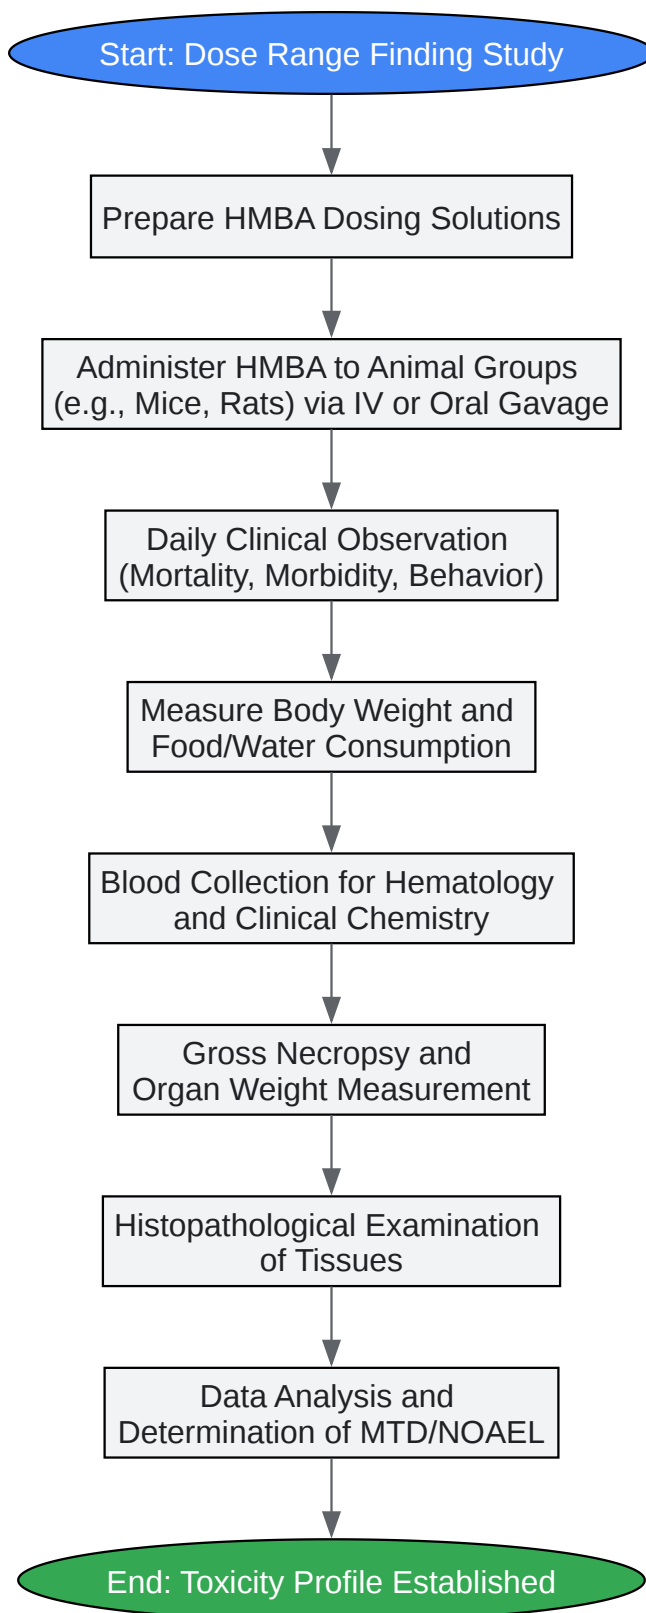 Start: Dose Range Finding Study
Prepare HMBA Dosing Solutions
Administer HMBA to Animal Groups
(e.g., Mice, Rats) via IV or Oral Gavage
Daily Clinical Observation
(Mortality, Morbidity, Behavior)
Measure Body Weight and
Food/Water Consumption
Blood Collection for Hematology
and Clinical Chemistry
Gross Necropsy and
Organ Weight Measurement
Histopathological Examination
of Tissues
Data Analysis and
Determination of MTD/NOAEL
End: Toxicity Profile Established